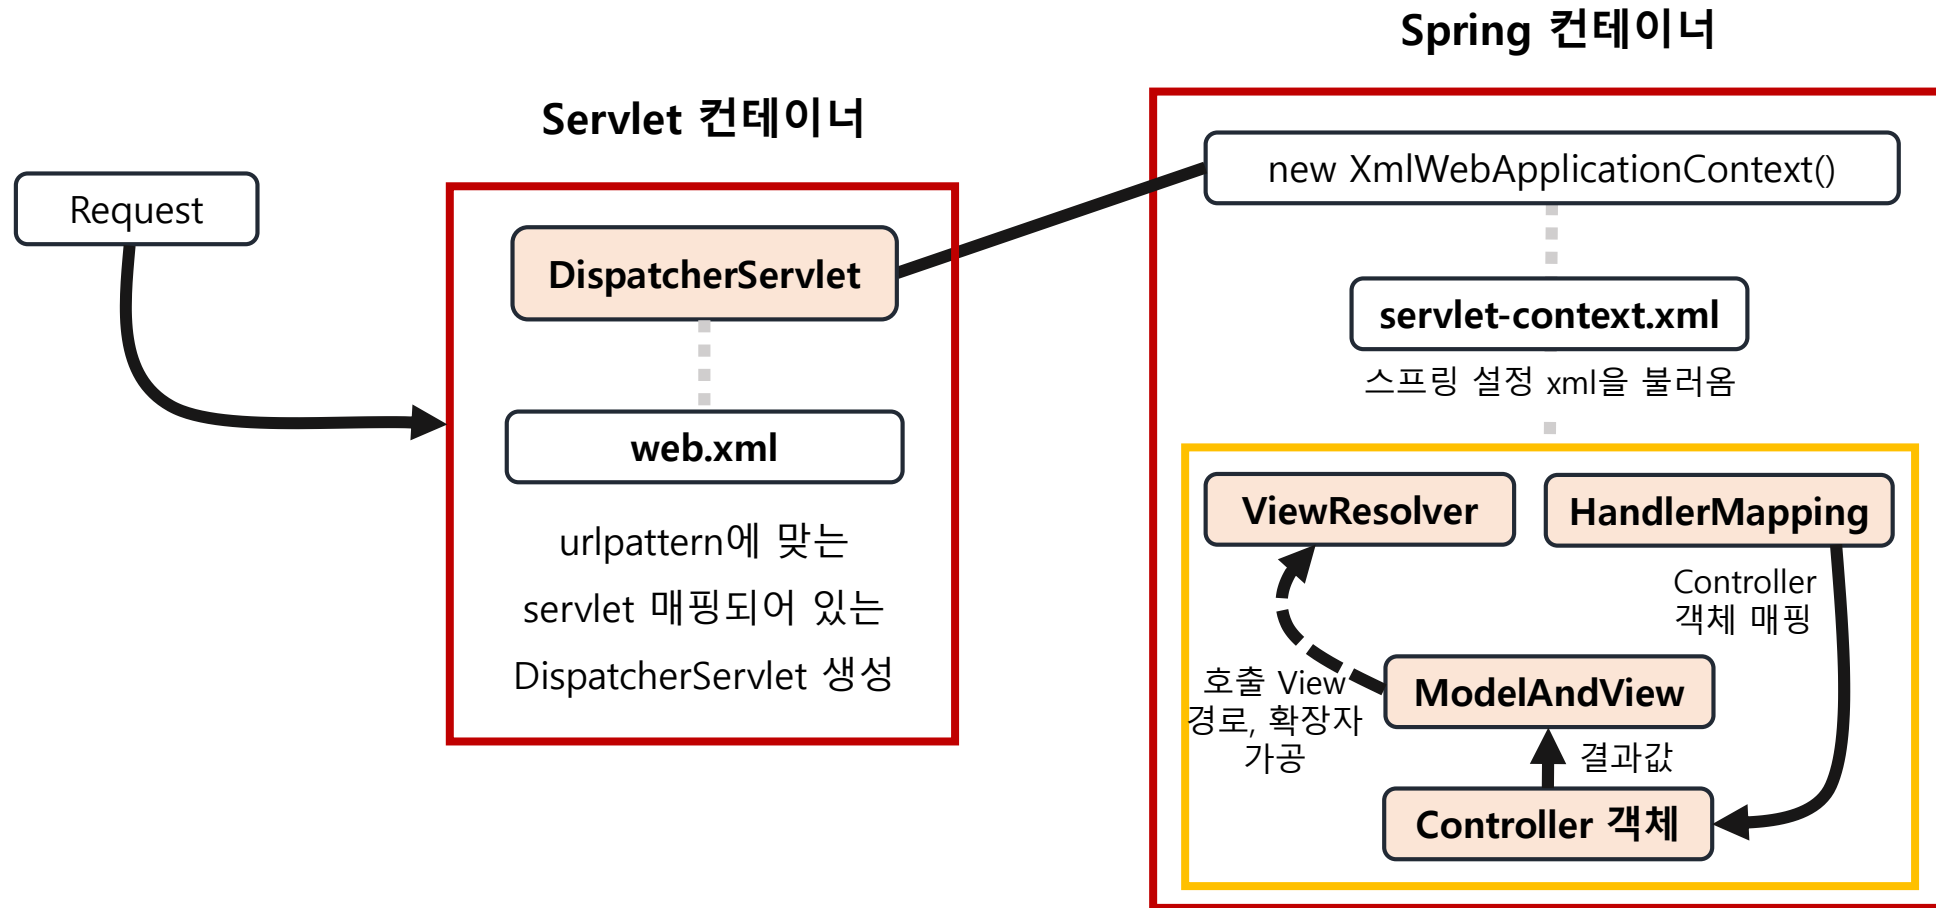 Spring 컨테이너
Servlet 컨테이너
Request
new XmlWebApplicationContext()
DispatcherServlet
servlet-context.xml
스프링 설정 xml을 불러옴
web.xml
urlpattern에 맞는
servlet 매핑되어 있는
DispatcherServlet 생성
ViewResolver
HandlerMapping
Controller
객체 매핑
호출 View
경로, 확장자
가공
ModelAndView
결과값
Controller 객체